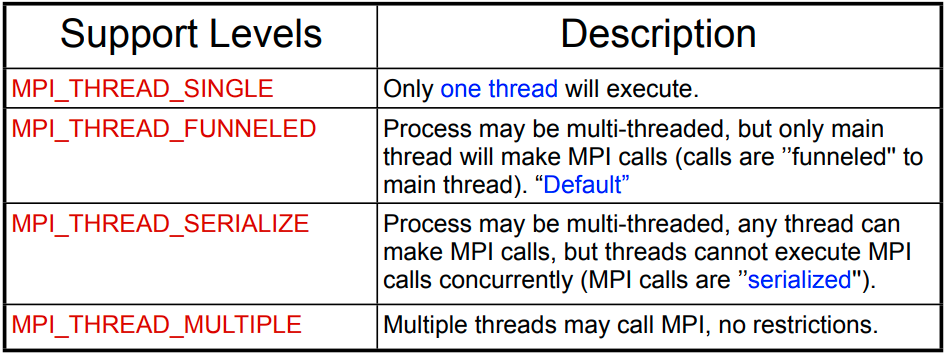 Support Levels Description
MPI_THREAD_SINGLE Only one thread will execute.
MPI_THREAD_FUNNELED Process may be multi-threaded, but only main
thread will make MPI calls (calls are ’’funneled" to
main thread). “Default”
MPI_THREAD_SERIALIZE Process may be multi-threaded, any thread can
make MPI calls, but threads cannot execute MPI
calls concurrently (MPI calls are ’’serialized").
MPI_THREAD_MULTIPLE Multiple threads may call MPI, no restrictions.